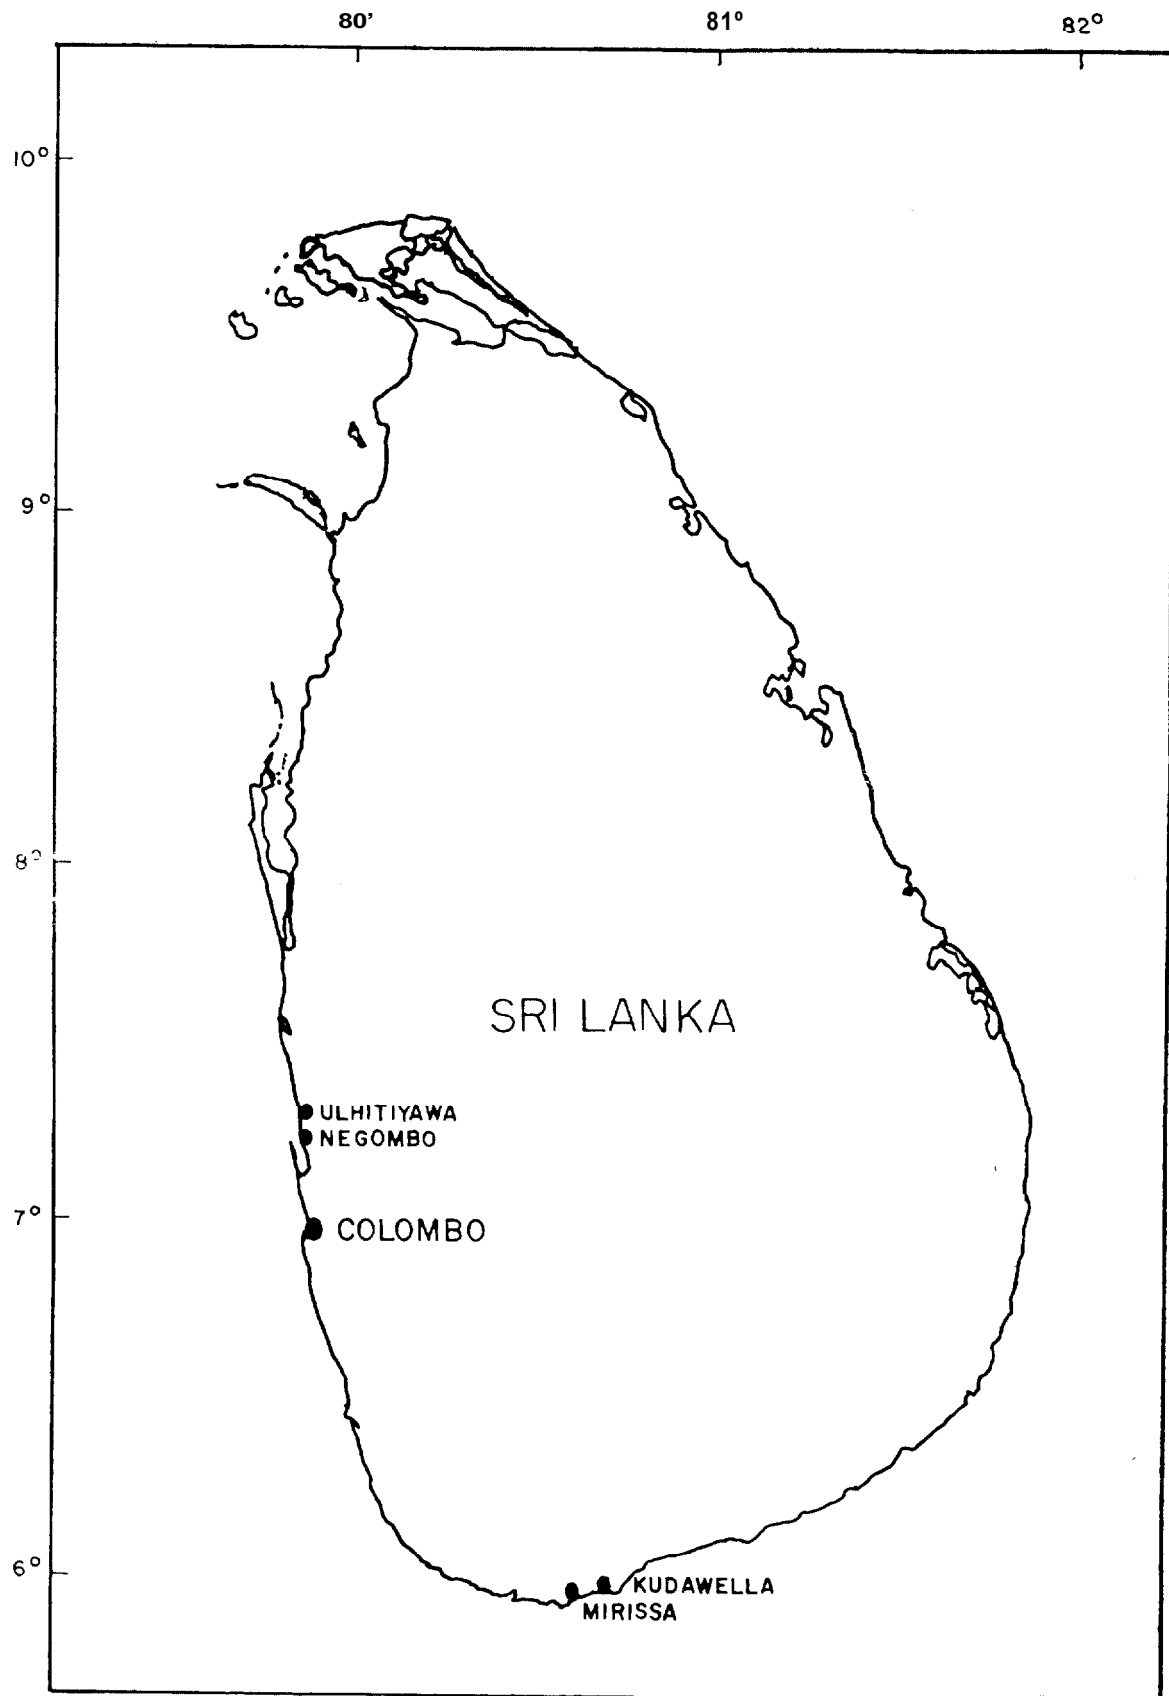 80' 81° 82°
10°
9°
8°
SRI LANKA
ULHITIYAWA
NEGOMBO
7°
COLOMBO
6°
KUDAWELLA
MIRISSA